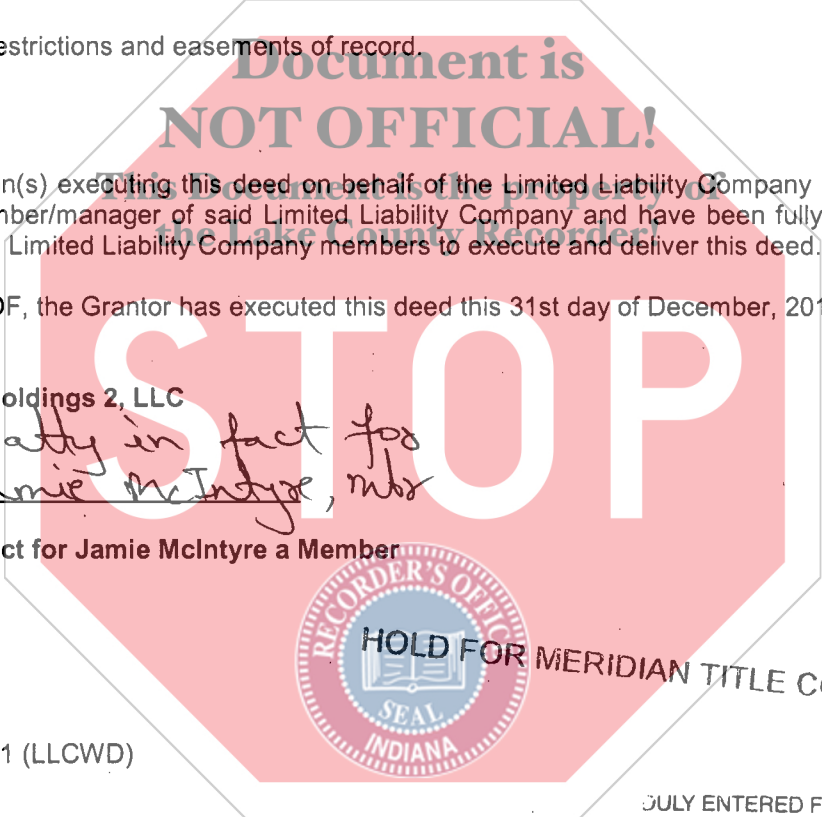 estrictions and easements of record.
Document is
NOT OFFICIAL!
This Document is the property of
the Lake County Recorder!
n(s) executing this deed on behalf of the Limited Liability Company
nber/manager of said Limited Liability Company and have been fully
Limited Liability Company members to execute and deliver this deed.
OF, the Grantor has executed this deed this 31st day of December, 201
STOP
oldings 2, LLC
atty in fact for
amie McIntyre, mbr
ct for Jamie McIntyre a Member
RECORDER'S OFFICE
SEAL
INDIANA
HOLD FOR MERIDIAN TITLE CO
1 (LLCWD)
DULY ENTERED F